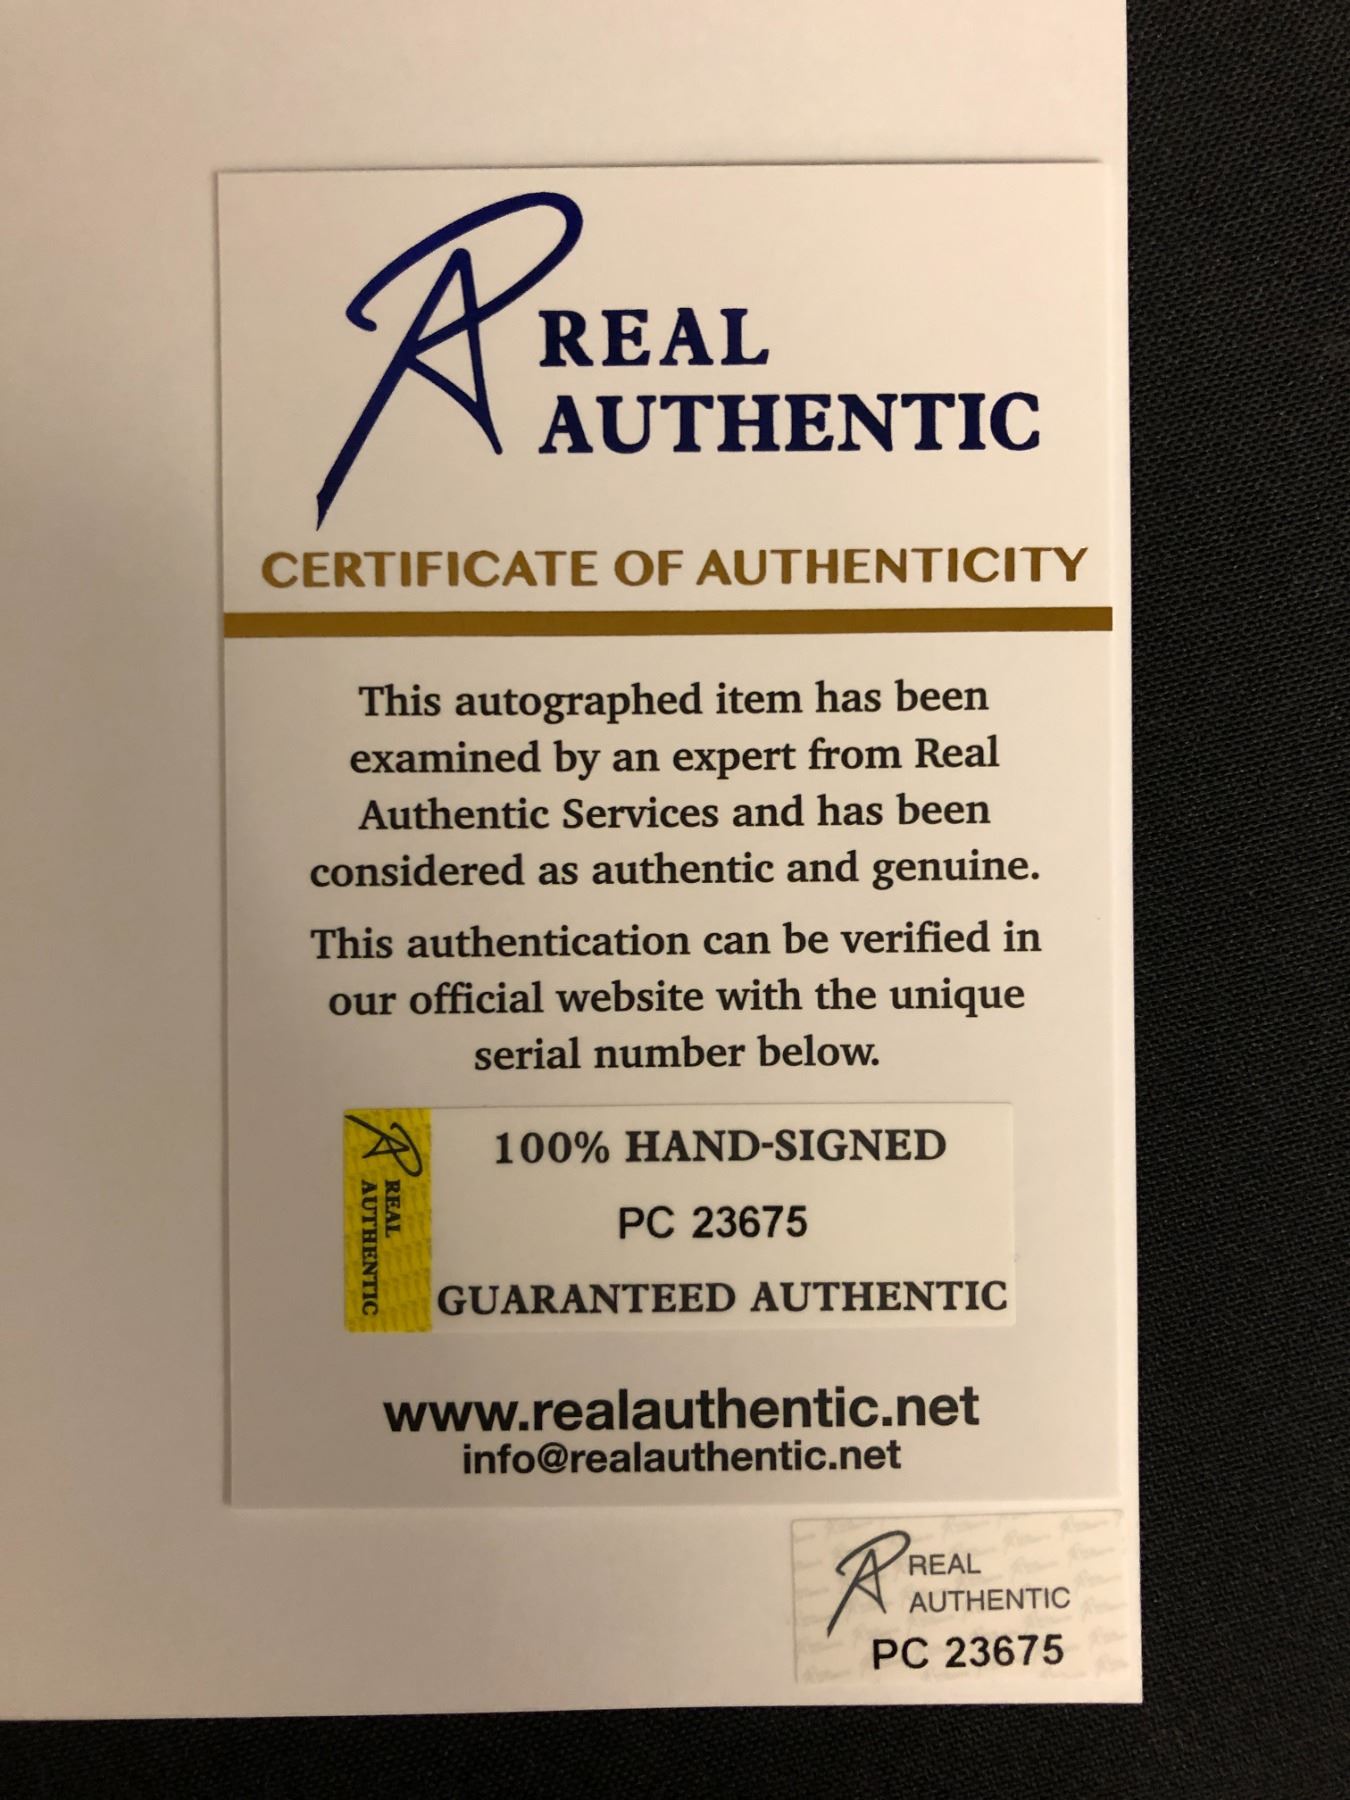 REAL
AUTHENTIC
CERTIFICATE OF AUTHENTICITY
This autographed item has been
examined by an expert from Real
Authentic Services and has been
considered as authentic and genuine.
This authentication can be verified in
our official website with the unique
serial number below.
REAL
AUTHENTIC
100% HAND-SIGNED
PC 23675
GUARANTEED AUTHENTIC
www.realauthentic.net
info@realauthentic.net
REAL
AUTHENTIC
PC 23675